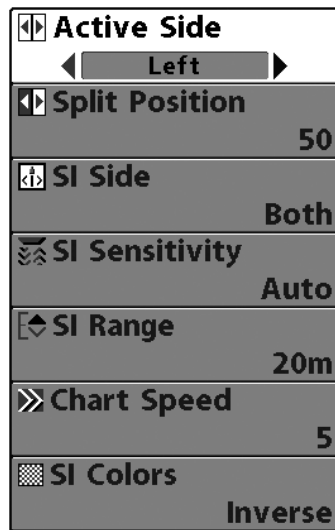 Active Side
Left
Split Position
50
SI Side
Both
SI Sensitivity
Auto
SI Range
20m
Chart Speed
5
SI Colors
Inverse